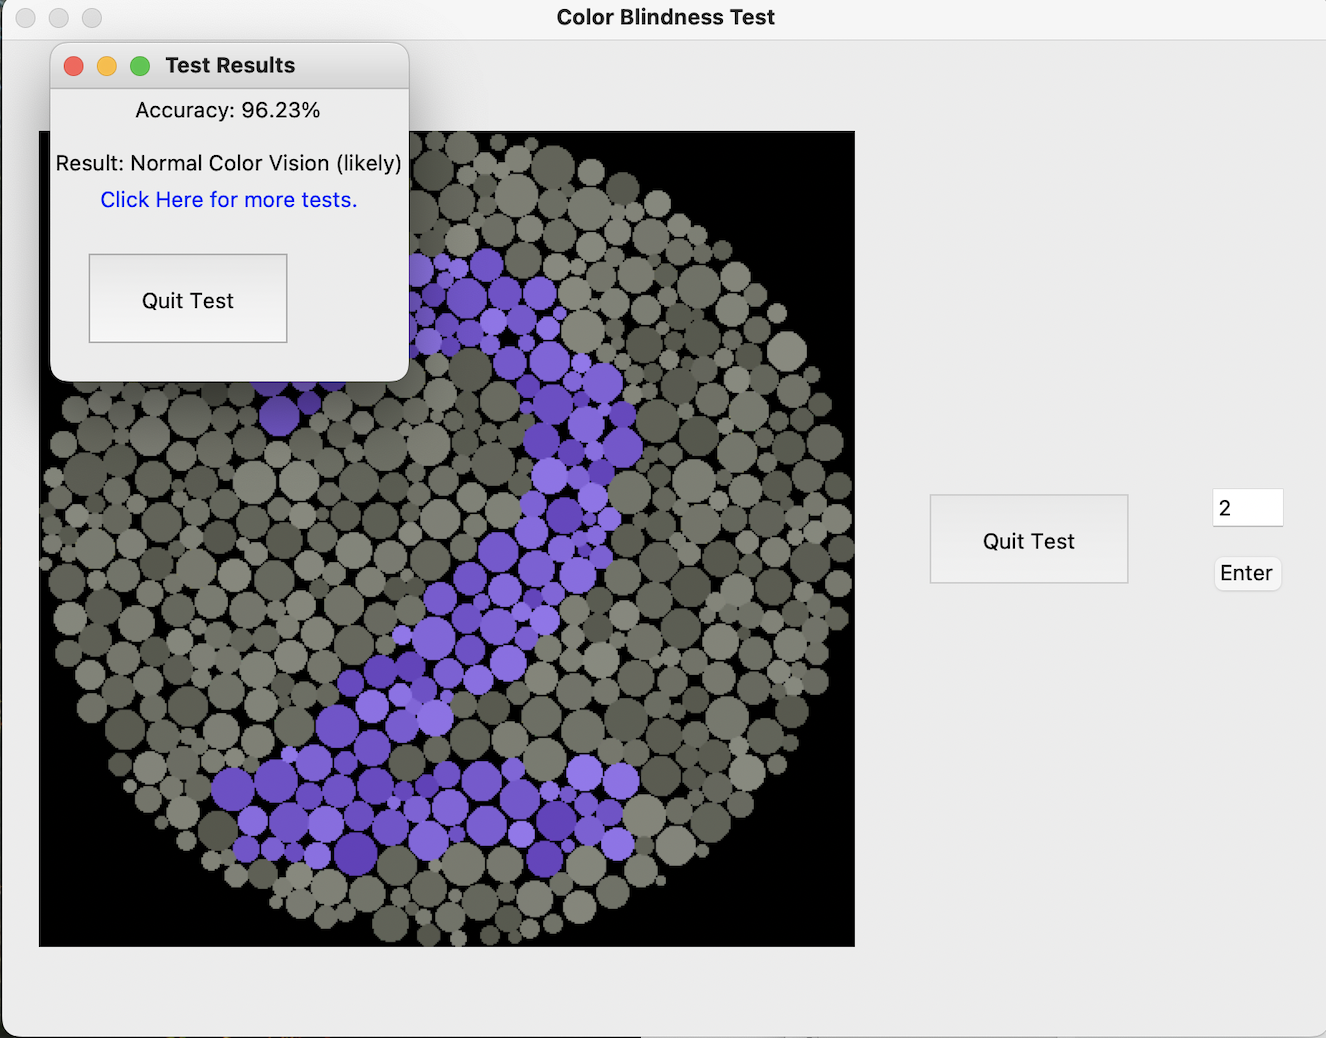 Color Blindness Test
Test Results
Accuracy: 96.23%
Result: Normal Color Vision (likely)
Click Here for more tests.
Quit Test
2
Quit Test
2
Enter